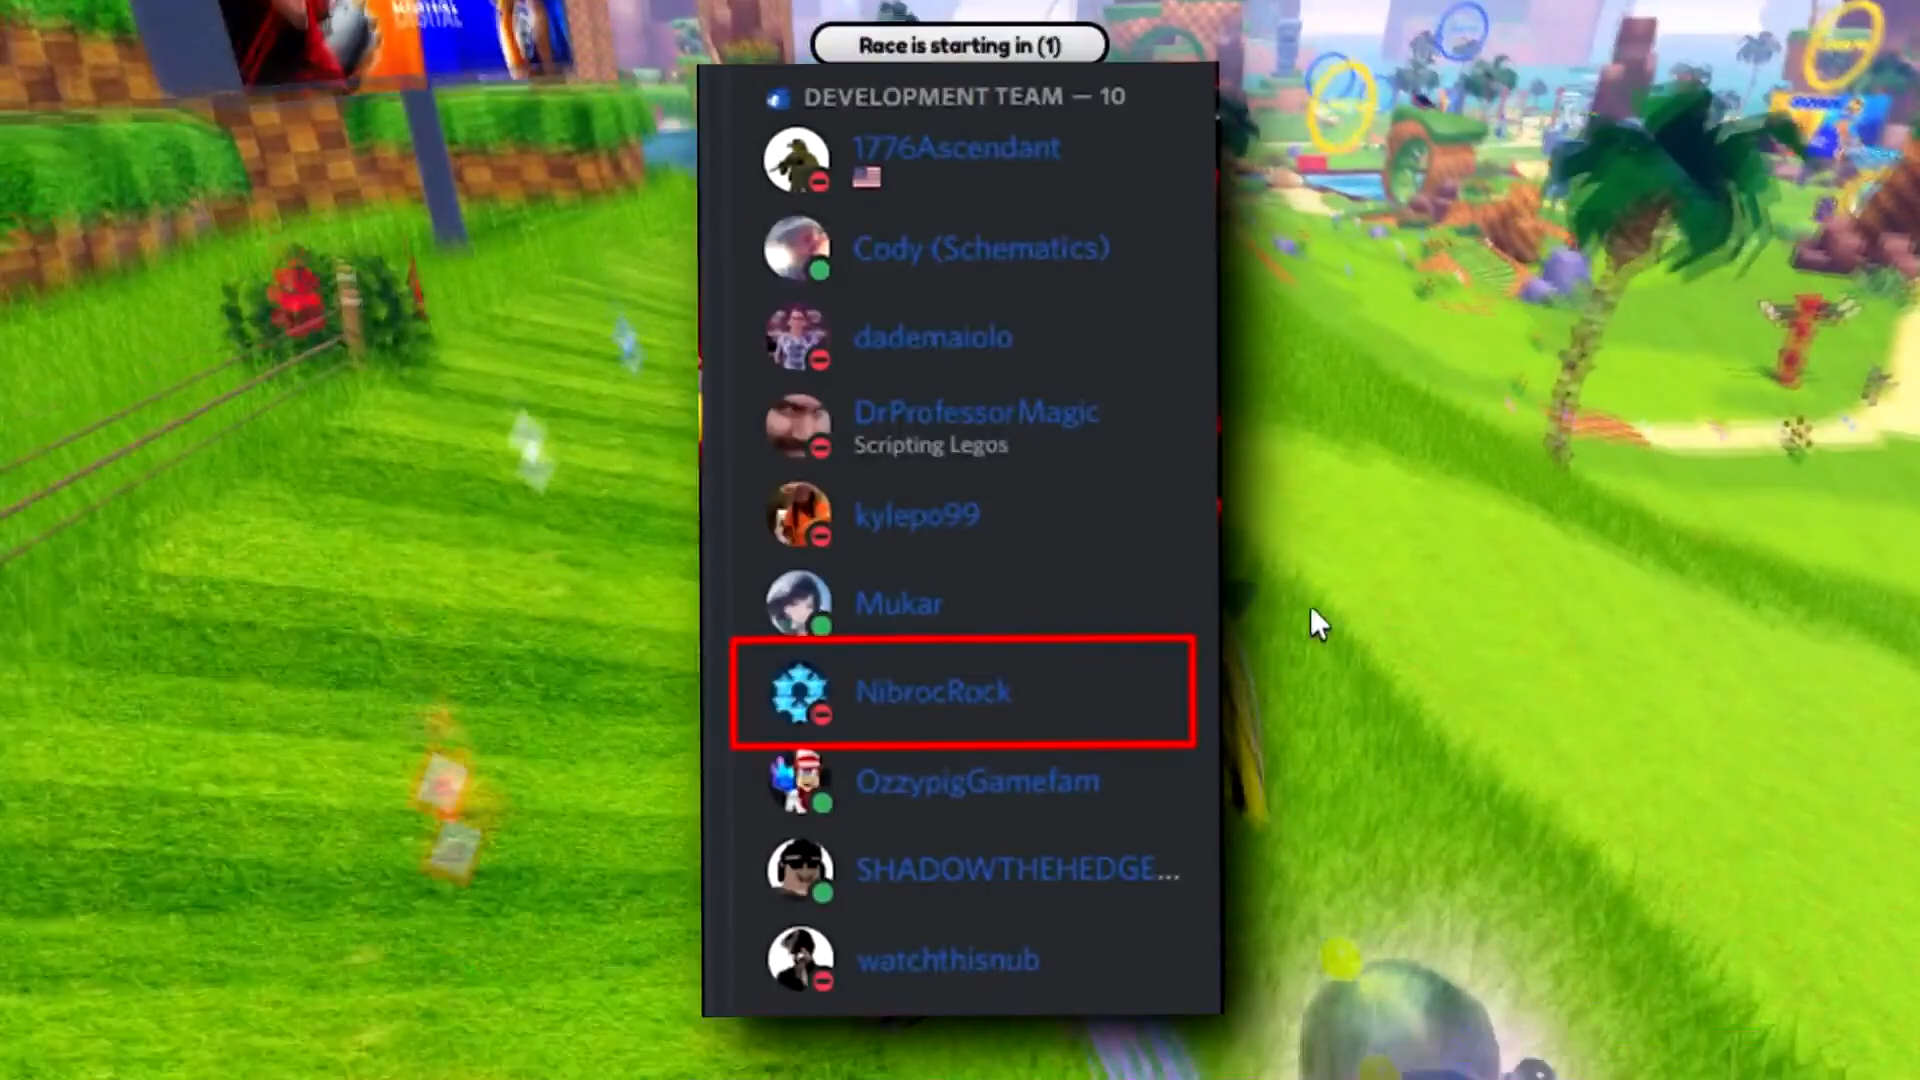 Race is starting in (1)
DEVELOPMENT TEAM — 10
1776Ascendant
Cody (Schematics)
dademaiolo
DrProfessorMagic
Scripting Legos
kylepo99
Mukar
NibrocRock
OzzypigGamefam
SHADOWTHEHEDGE...
watchthisnub